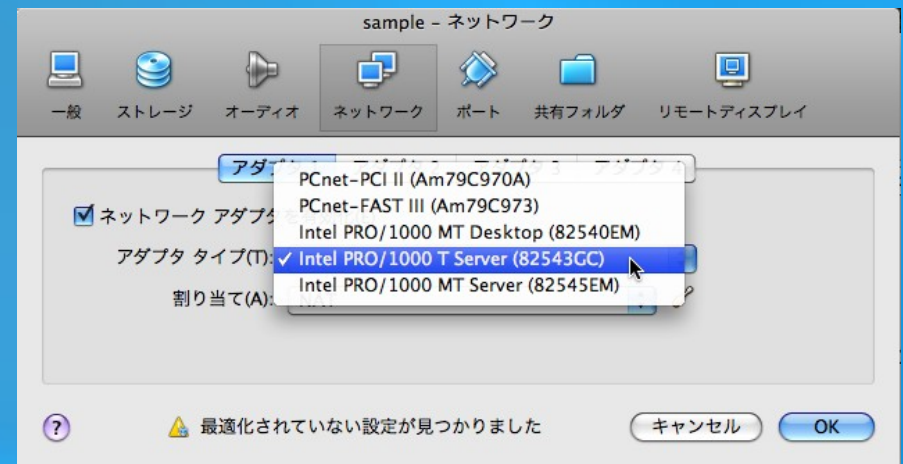 sample – ネットワーク
一般 ストレージ オーディオ ネットワーク ポート 共有フォルダ リモートディスプレイ
PCnet-PCI II (Am79C970A)
ネットワーク アダプタを PCnet-FAST III (Am79C973)
Intel PRO/1000 MT Desktop (82540EM)
アダプタ タイプ(T): ✓ Intel PRO/1000 T Server (82543GC)
割り当て(A): Intel PRO/1000 MT Server (82545EM)
? 最適化されていない設定が見つかりました キャンセル OK